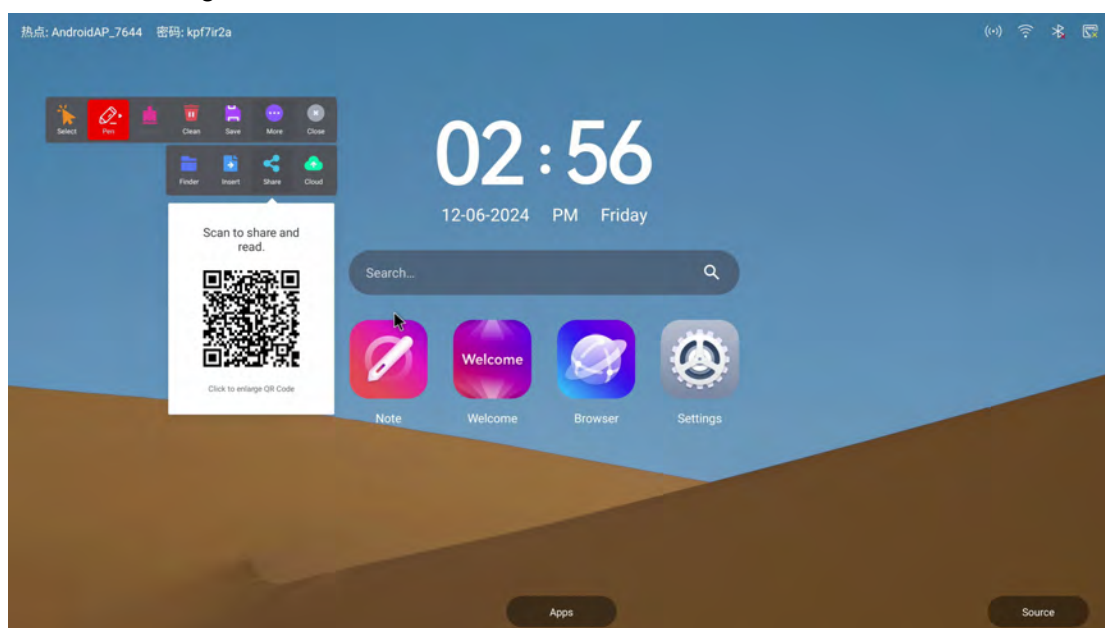 热点: AndroidAP_7644 密码: kpf7ir2a
Select Pen Clean Save More Close
Finder Insert Share Cloud
Scan to share and
read.
Click to enlarge QR Code
02:56
12-06-2024 PM Friday
Search...
Welcome
Note Welcome Browser Settings
Apps
Source